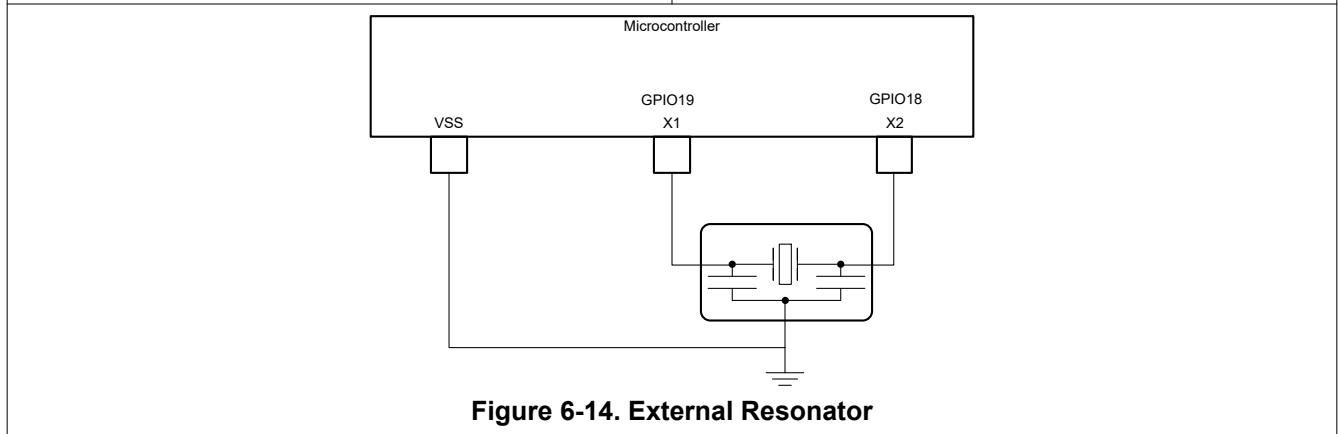 Microcontroller
GPIO19 GPIO18
VSS X1 X2
Figure 6-14. External Resonator